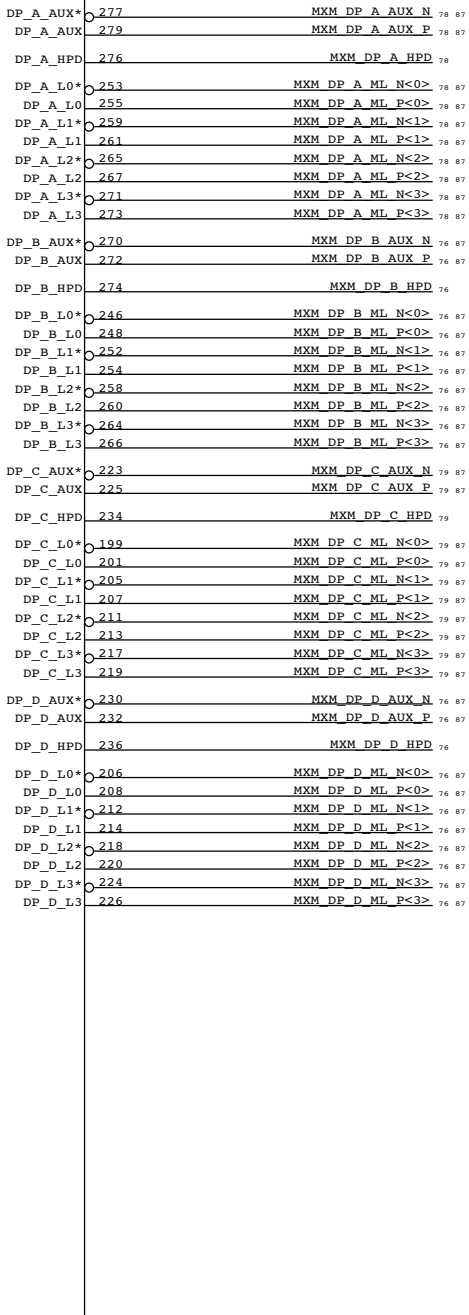 DP_A_AUX* 277 MXM_DP_A_AUX_N 78 87
DP_A_AUX 279 MXM_DP_A_AUX_P 78 87
DP_A_HPD 276 MXM_DP_A_HPD 78
DP_A_L0* 253 MXM_DP_A_ML_N<0> 78 87
DP_A_L0 255 MXM_DP_A_ML_P<0> 78 87
DP_A_L1* 259 MXM_DP_A_ML_N<1> 78 87
DP_A_L1 261 MXM_DP_A_ML_P<1> 78 87
DP_A_L2* 265 MXM_DP_A_ML_N<2> 78 87
DP_A_L2 267 MXM_DP_A_ML_P<2> 78 87
DP_A_L3* 271 MXM_DP_A_ML_N<3> 78 87
DP_A_L3 273 MXM_DP_A_ML_P<3> 78 87
DP_B_AUX* 270 MXM_DP_B_AUX_N 76 87
DP_B_AUX 272 MXM_DP_B_AUX_P 76 87
DP_B_HPD 274 MXM_DP_B_HPD 76
DP_B_L0* 246 MXM_DP_B_ML_N<0> 76 87
DP_B_L0 248 MXM_DP_B_ML_P<0> 76 87
DP_B_L1* 252 MXM_DP_B_ML_N<1> 76 87
DP_B_L1 254 MXM_DP_B_ML_P<1> 76 87
DP_B_L2* 258 MXM_DP_B_ML_N<2> 76 87
DP_B_L2 260 MXM_DP_B_ML_P<2> 76 87
DP_B_L3* 264 MXM_DP_B_ML_N<3> 76 87
DP_B_L3 266 MXM_DP_B_ML_P<3> 76 87
DP_C_AUX* 223 MXM_DP_C_AUX_N 79 87
DP_C_AUX 225 MXM_DP_C_AUX_P 79 87
DP_C_HPD 234 MXM_DP_C_HPD 79
DP_C_L0* 199 MXM_DP_C_ML_N<0> 79 87
DP_C_L0 201 MXM_DP_C_ML_P<0> 79 87
DP_C_L1* 205 MXM_DP_C_ML_N<1> 79 87
DP_C_L1 207 MXM_DP_C_ML_P<1> 79 87
DP_C_L2* 211 MXM_DP_C_ML_N<2> 79 87
DP_C_L2 213 MXM_DP_C_ML_P<2> 79 87
DP_C_L3* 217 MXM_DP_C_ML_N<3> 79 87
DP_C_L3 219 MXM_DP_C_ML_P<3> 79 87
DP_D_AUX* 230 MXM_DP_D_AUX_N 76 87
DP_D_AUX 232 MXM_DP_D_AUX_P 76 87
DP_D_HPD 236 MXM_DP_D_HPD 76
DP_D_L0* 206 MXM_DP_D_ML_N<0> 76 87
DP_D_L0 208 MXM_DP_D_ML_P<0> 76 87
DP_D_L1* 212 MXM_DP_D_ML_N<1> 76 87
DP_D_L1 214 MXM_DP_D_ML_P<1> 76 87
DP_D_L2* 218 MXM_DP_D_ML_N<2> 76 87
DP_D_L2 220 MXM_DP_D_ML_P<2> 76 87
DP_D_L3* 224 MXM_DP_D_ML_N<3> 76 87
DP_D_L3 226 MXM_DP_D_ML_P<3> 76 87